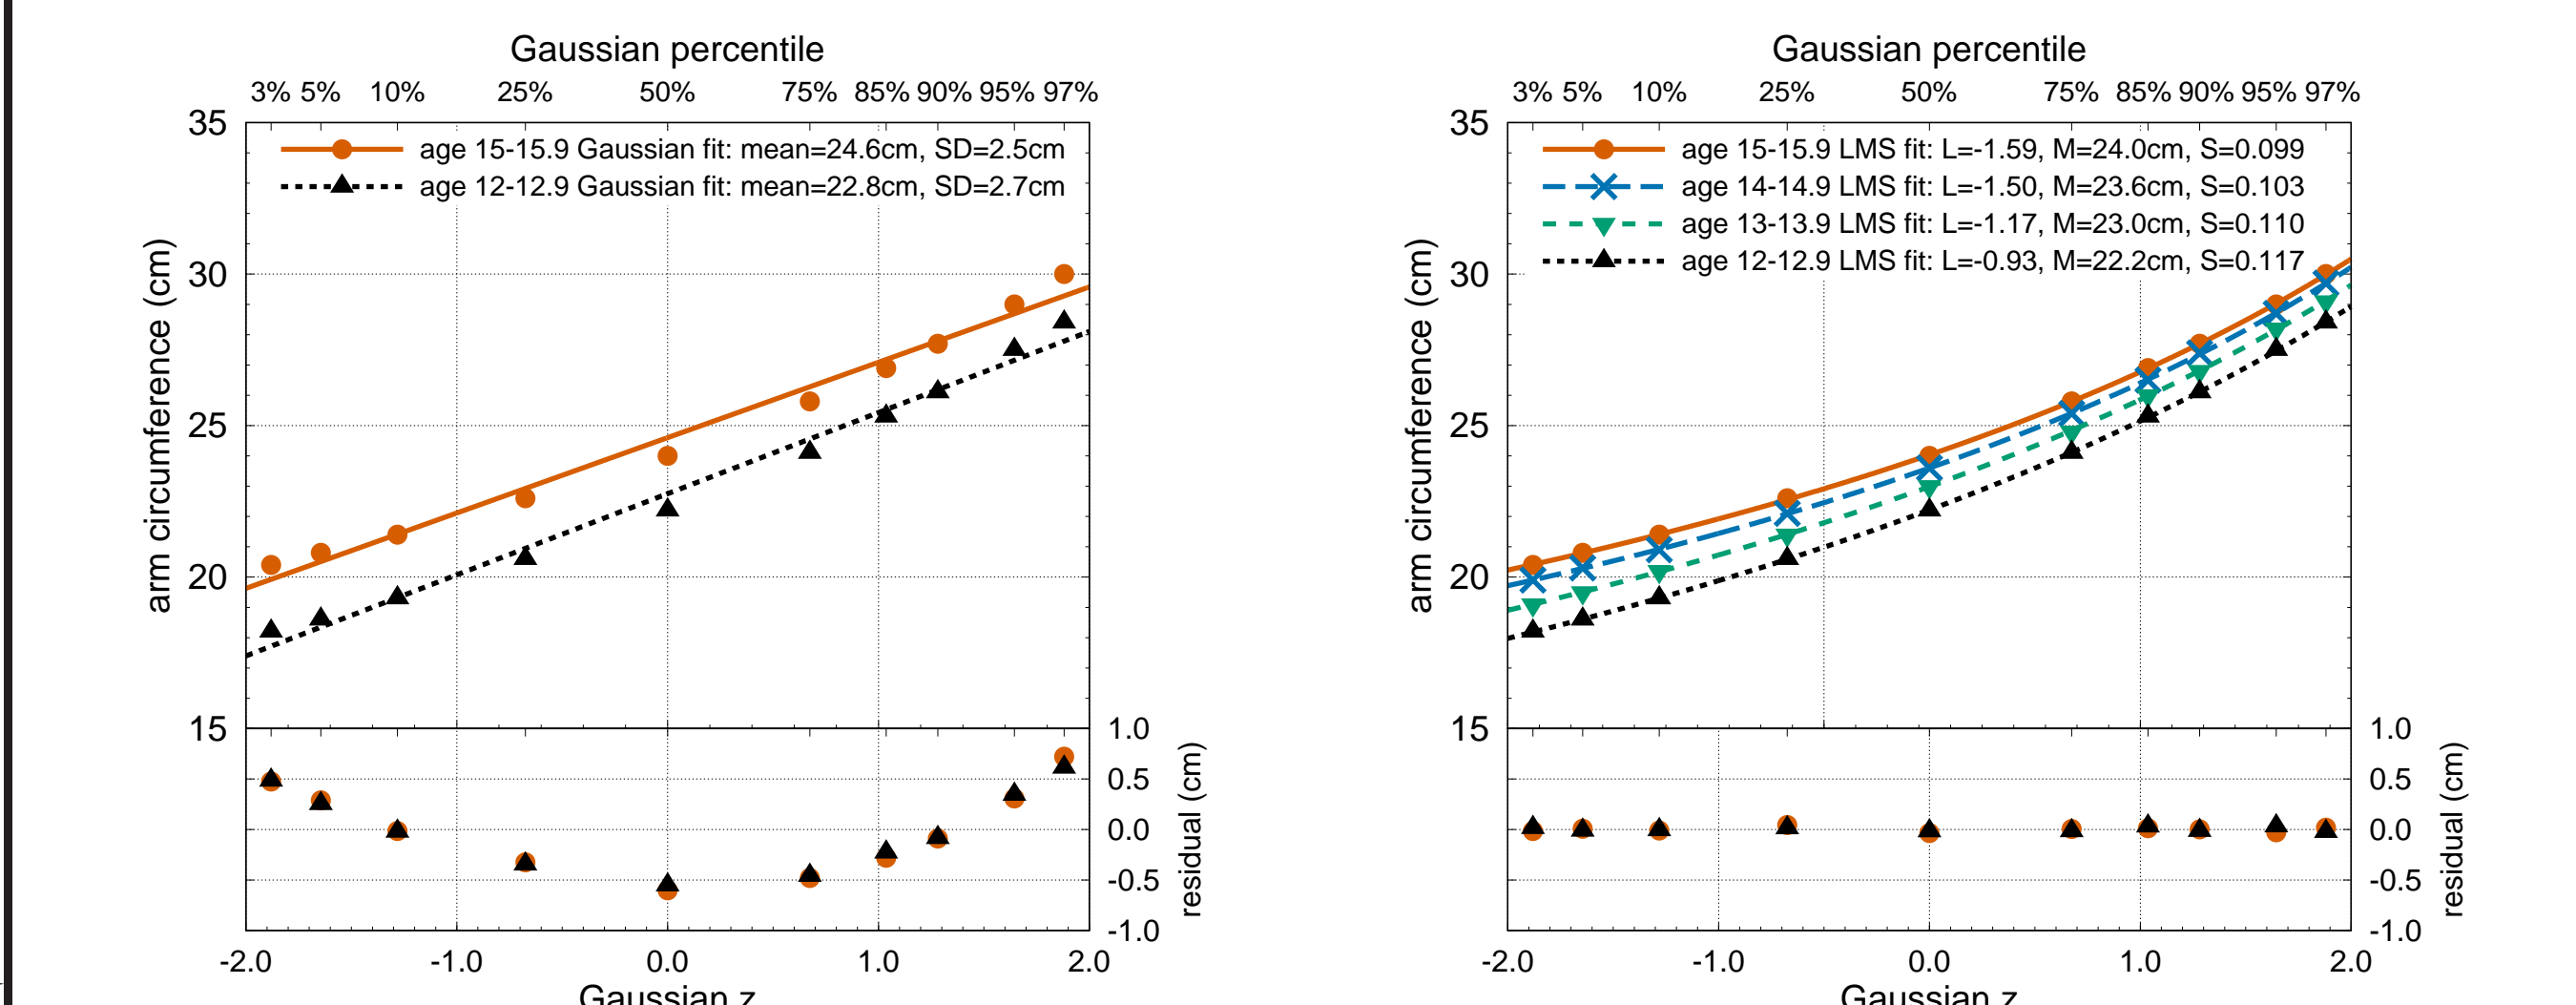 Gaussian percentile
3% 5% 10% 25% 50% 75% 85% 90% 95% 97%
35
age 15-15.9 Gaussian fit: mean=24.6cm, SD=2.5cm
age 12-12.9 Gaussian fit: mean=22.8cm, SD=2.7cm
30
25
20
15
arm circumference (cm)
1.0
0.5
0.0
-0.5
-1.0
residual (cm)
-2.0 -1.0 0.0 1.0 2.0
Gaussian z
Gaussian percentile
3% 5% 10% 25% 50% 75% 85% 90% 95% 97%
35
age 15-15.9 LMS fit: L=-1.59, M=24.0cm, S=0.099
age 14-14.9 LMS fit: L=-1.50, M=23.6cm, S=0.103
age 13-13.9 LMS fit: L=-1.17, M=23.0cm, S=0.110
age 12-12.9 LMS fit: L=-0.93, M=22.2cm, S=0.117
30
25
20
15
arm circumference (cm)
1.0
0.5
0.0
-0.5
-1.0
residual (cm)
-2.0 -1.0 0.0 1.0 2.0
Gaussian z